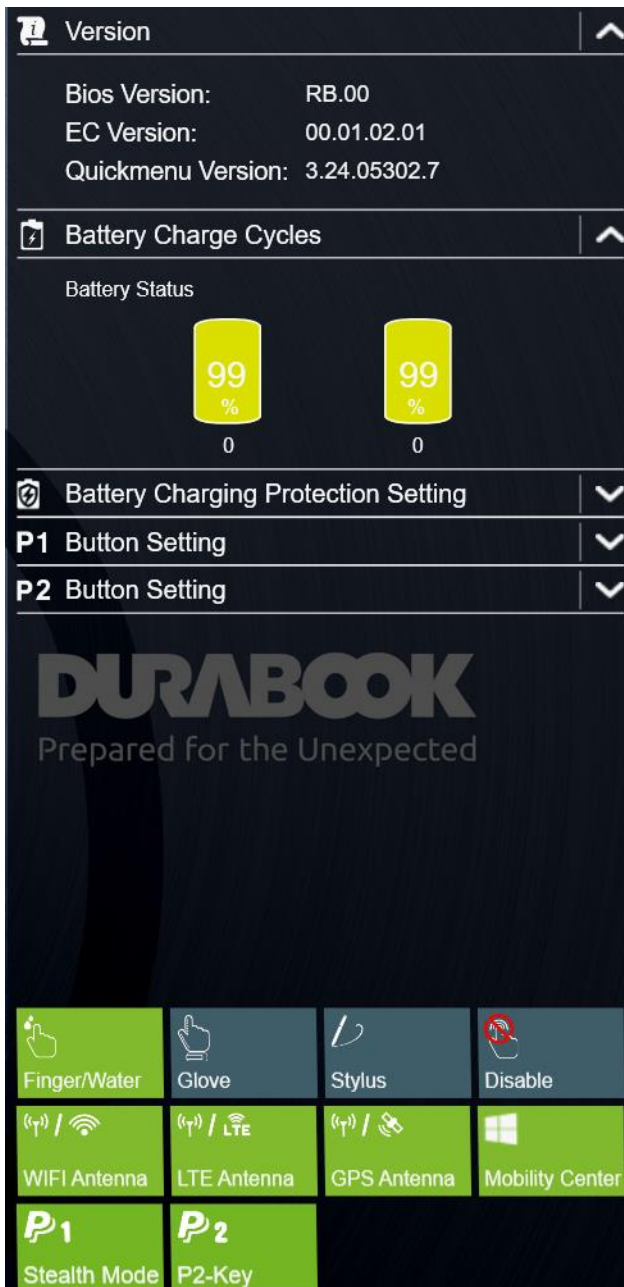 Version
Bios Version: RB.00
EC Version: 00.01.02.01
Quickmenu Version: 3.24.05302.7
Battery Charge Cycles
Battery Status
99 99
% %
0 0
Battery Charging Protection Setting
P1 Button Setting
P2 Button Setting
DURABOOK
Prepared for the Unexpected
Finger/Water Glove Stylus Disable
/ / LTE /
WIFI Antenna LTE Antenna GPS Antenna Mobility Center
P1 P2
Stealth Mode P2-Key